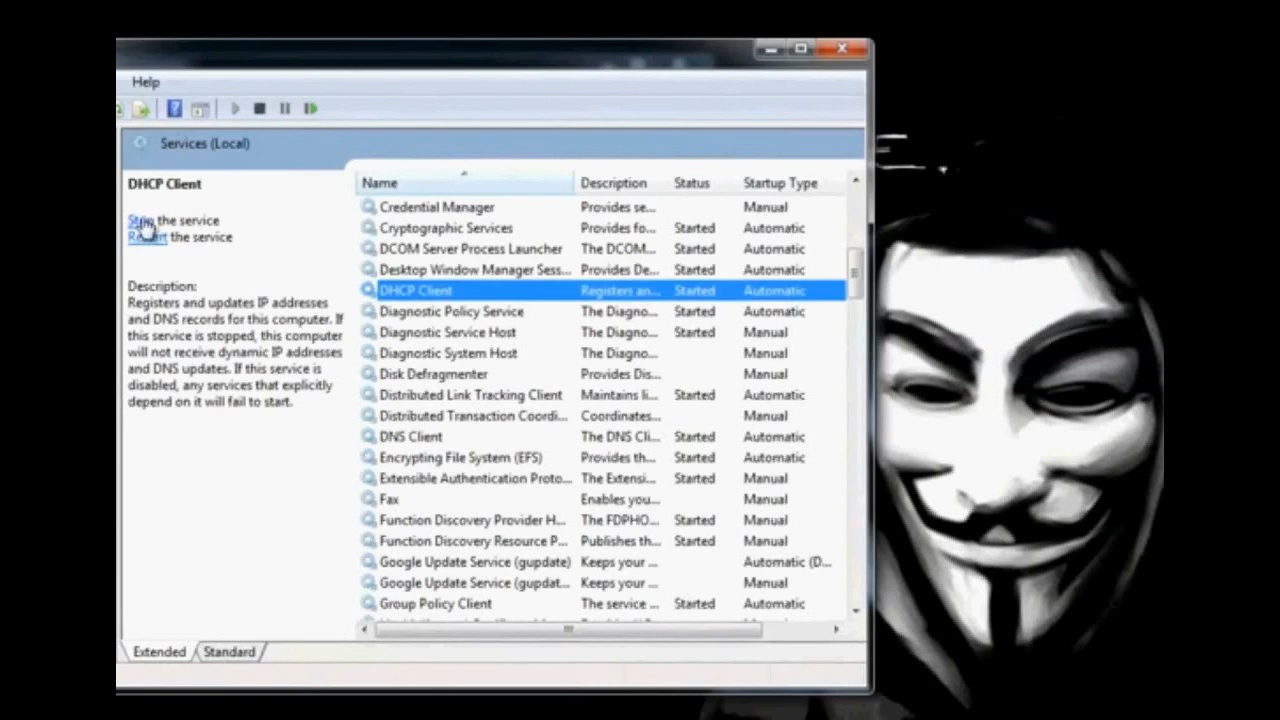 Help
Services (Local)
DHCP Client
Stop the service
Restart the service
Description:
Registers and updates IP addresses
and DNS records for this computer. If
this service is stopped, this computer
will not receive dynamic IP addresses
and DNS updates. If this service is
disabled, any services that explicitly
depend on it will fail to start.
Name Description Status Startup Type
Credential Manager Provides se... Manual
Cryptographic Services Provides fo... Started Automatic
DCOM Server Process Launcher The DCOM... Started Automatic
Desktop Window Manager Sess... Provides De... Started Automatic
DHCP Client Registers an... Started Automatic
Diagnostic Policy Service The Diagno... Started Automatic
Diagnostic Service Host The Diagno... Started Manual
Diagnostic System Host The Diagno... Manual
Disk Defragmenter Provides Dis... Manual
Distributed Link Tracking Client Maintains li... Started Automatic
Distributed Transaction Coordi... Coordinates... Manual
DNS Client The DNS Cli... Started Automatic
Encrypting File System (EFS) Provides th... Started Automatic
Extensible Authentication Proto... The Extensi... Started Manual
Fax Enables you... Manual
Function Discovery Provider H... The FDPHO... Started Manual
Function Discovery Resource P... Publishes th... Started Manual
Google Update Service (gupdate) Keeps your ... Automatic (D...
Google Update Service (gupdat... Keeps your ... Manual
Group Policy Client The service ... Started Automatic
Extended Standard